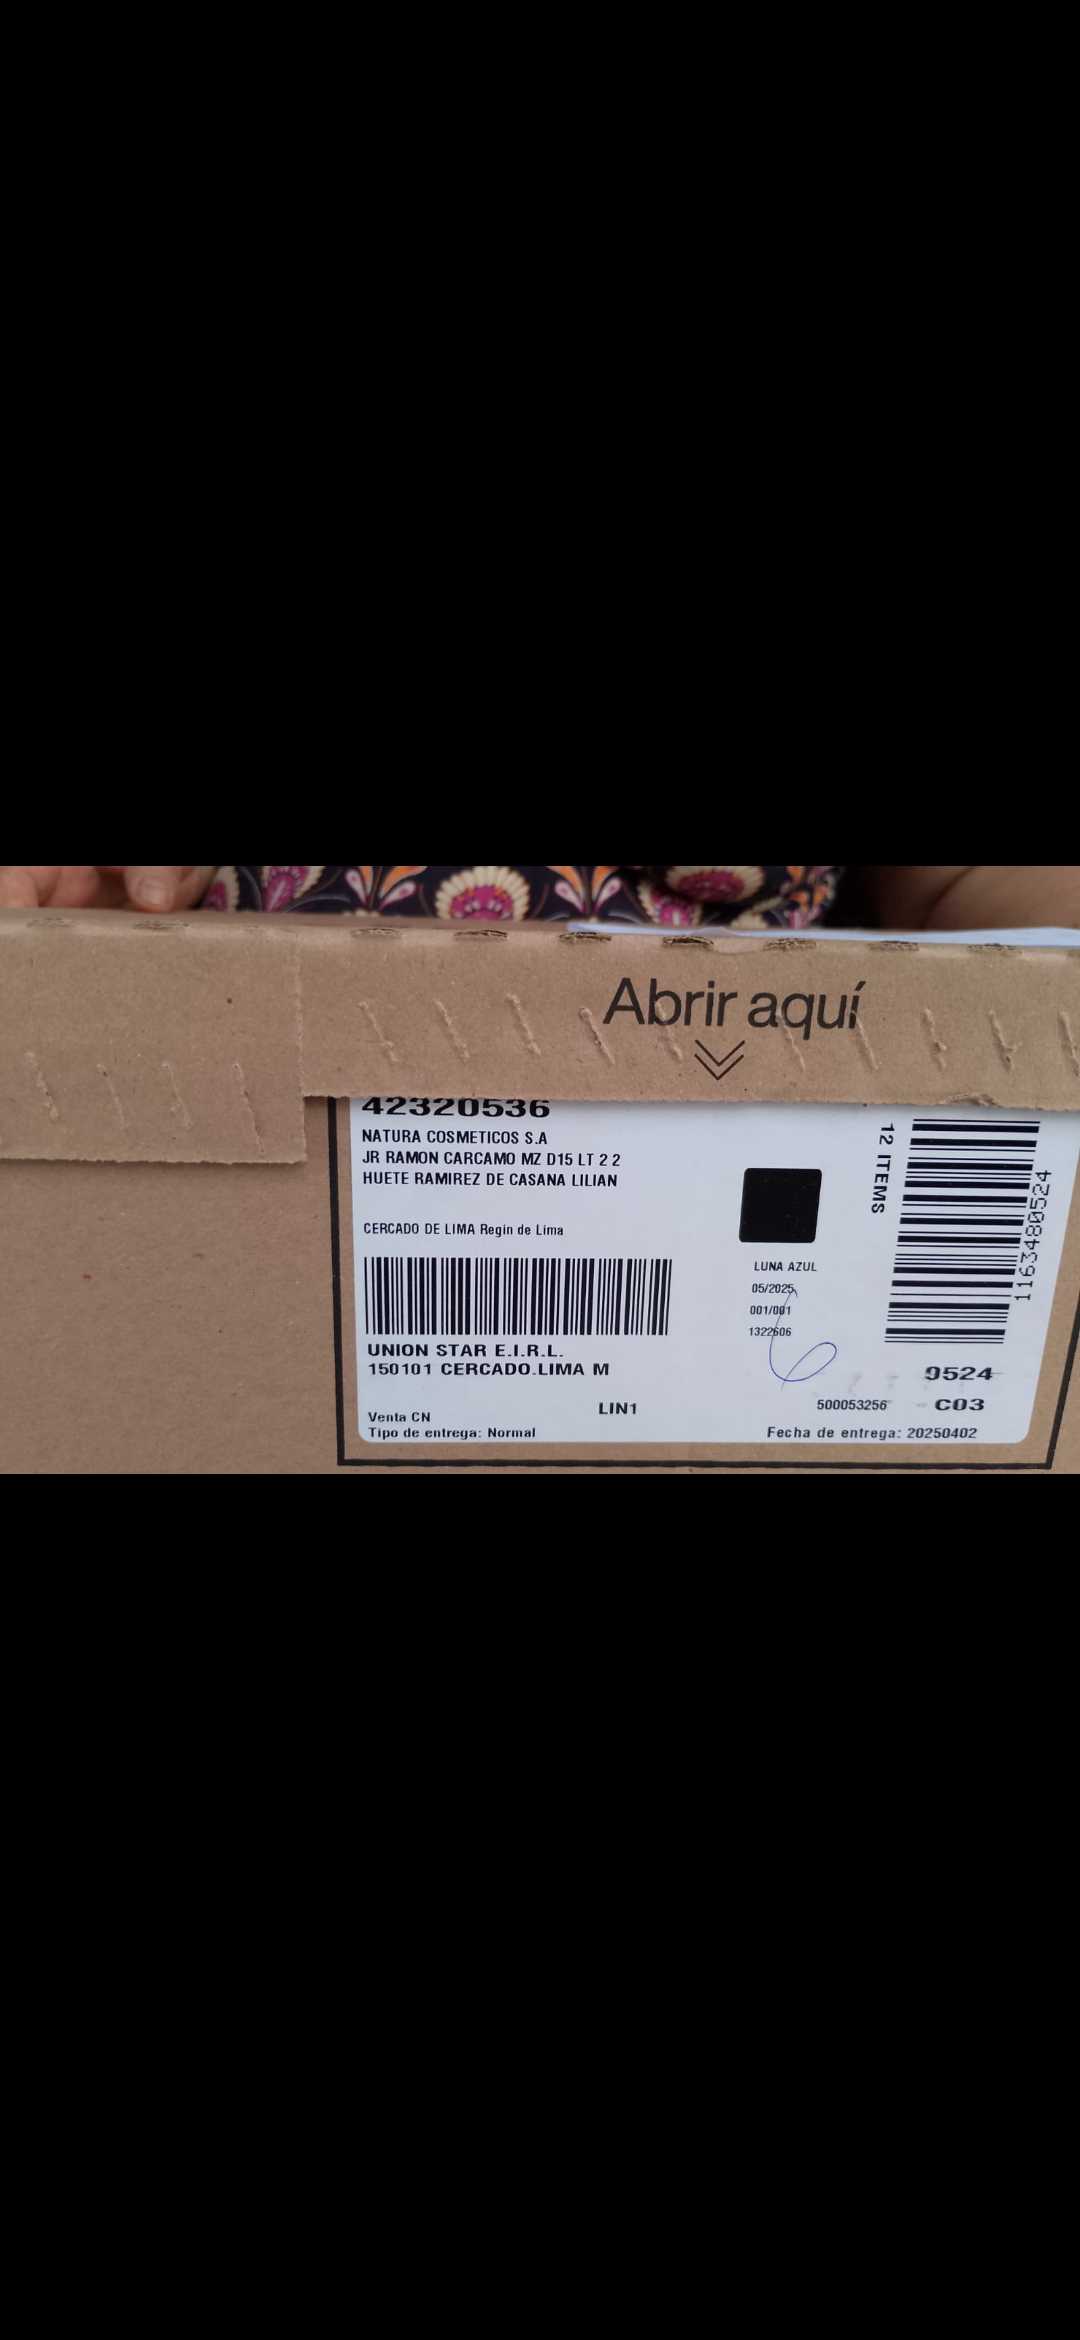 Abrir aquí
42320536
NATURA COSMETICOS S.A
JR RAMON CARCAMO MZ D15 LT 2 2
HUETE RAMIREZ DE CASANA LILIAN
CERCADO DE LIMA Regin de Lima
UNION STAR E.I.R.L.
150101 CERCADO.LIMA M
LIN1
Venta CN
Tipo de entrega: Normal
LUNA AZUL
05/2025
001/001
1322606
12 ITEMS
1163480524
9524
500053256
C03
Fecha de entrega: 20250402